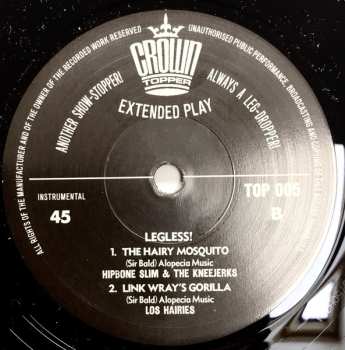 ALL RIGHTS OF THE MANUFACTURER AND OF THE OWNER OF THE RECORDED WORK RESERVED
UNAUTHORISED PUBLIC PERFORMANCE, BROADCASTING AND COPYING OF
CROWN
TOPPER
ANOTHER SHOW-STOPPER!
ALWAYS A LEG-DROPPER!
EXTENDED PLAY
INSTRUMENTAL
45
TOP 005
B
LEGLESS!
1. THE HAIRY MOSQUITO
(Sir Bald) Alopecia Music
HIPBONE SLIM & THE KNEEJERKS
2. LINK WRAY'S GORILLA
(Sir Bald) Alopecia Music
LOS HAIRIES